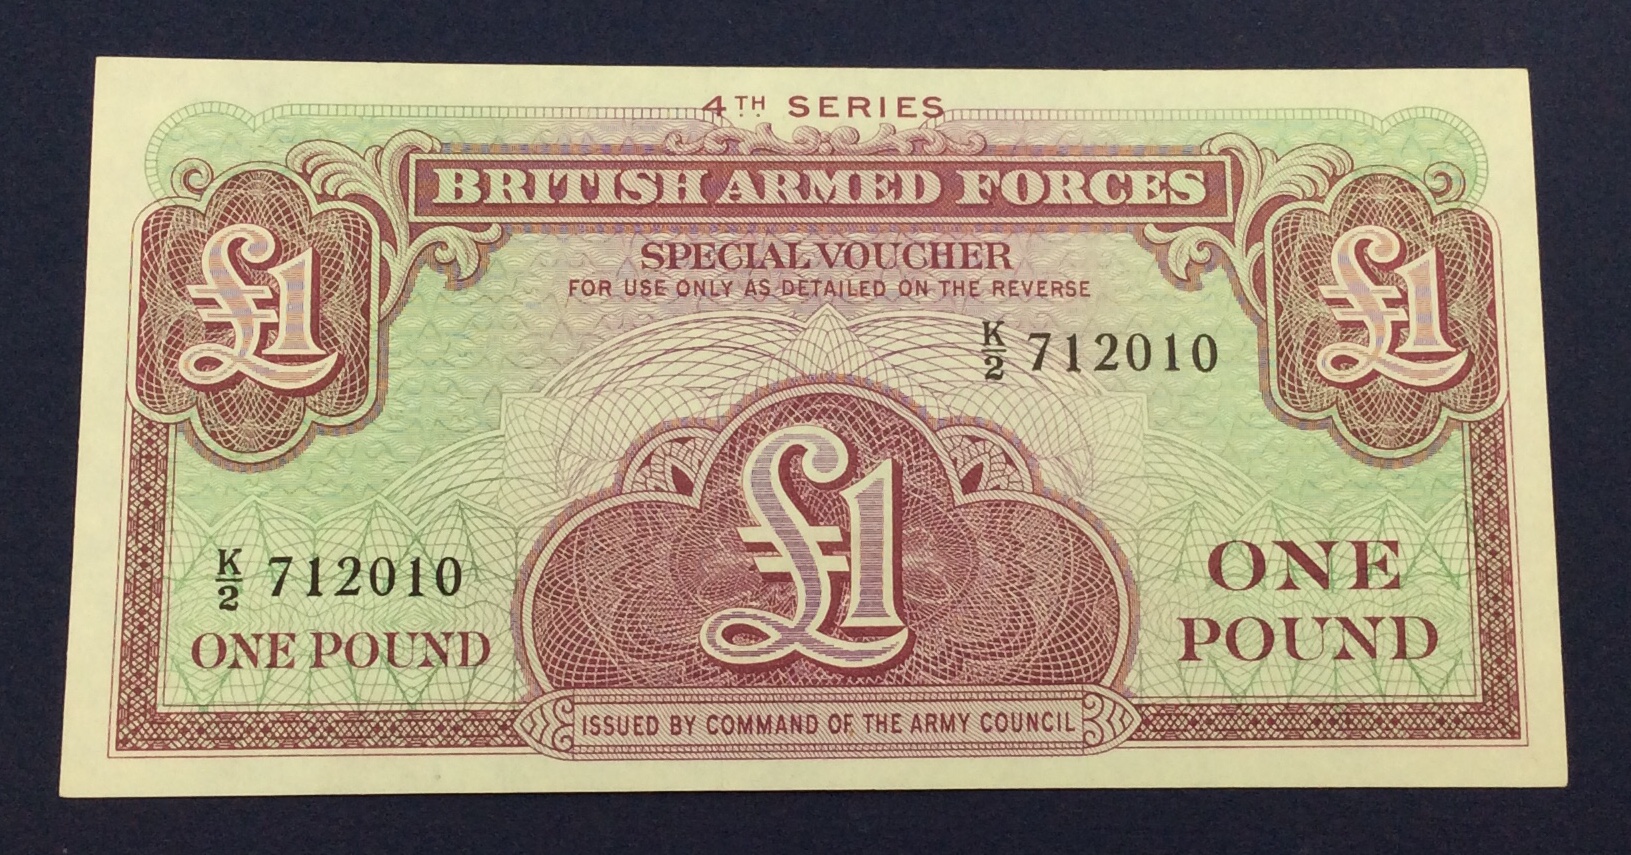 4TH SERIES
BRITISH ARMED FORCES
£1
£1
SPECIAL VOUCHER
FOR USE ONLY AS DETAILED ON THE REVERSE
K/2 712010
£1
K/2 712010
ONE POUND
ONE
POUND
ISSUED BY COMMAND OF THE ARMY COUNCIL